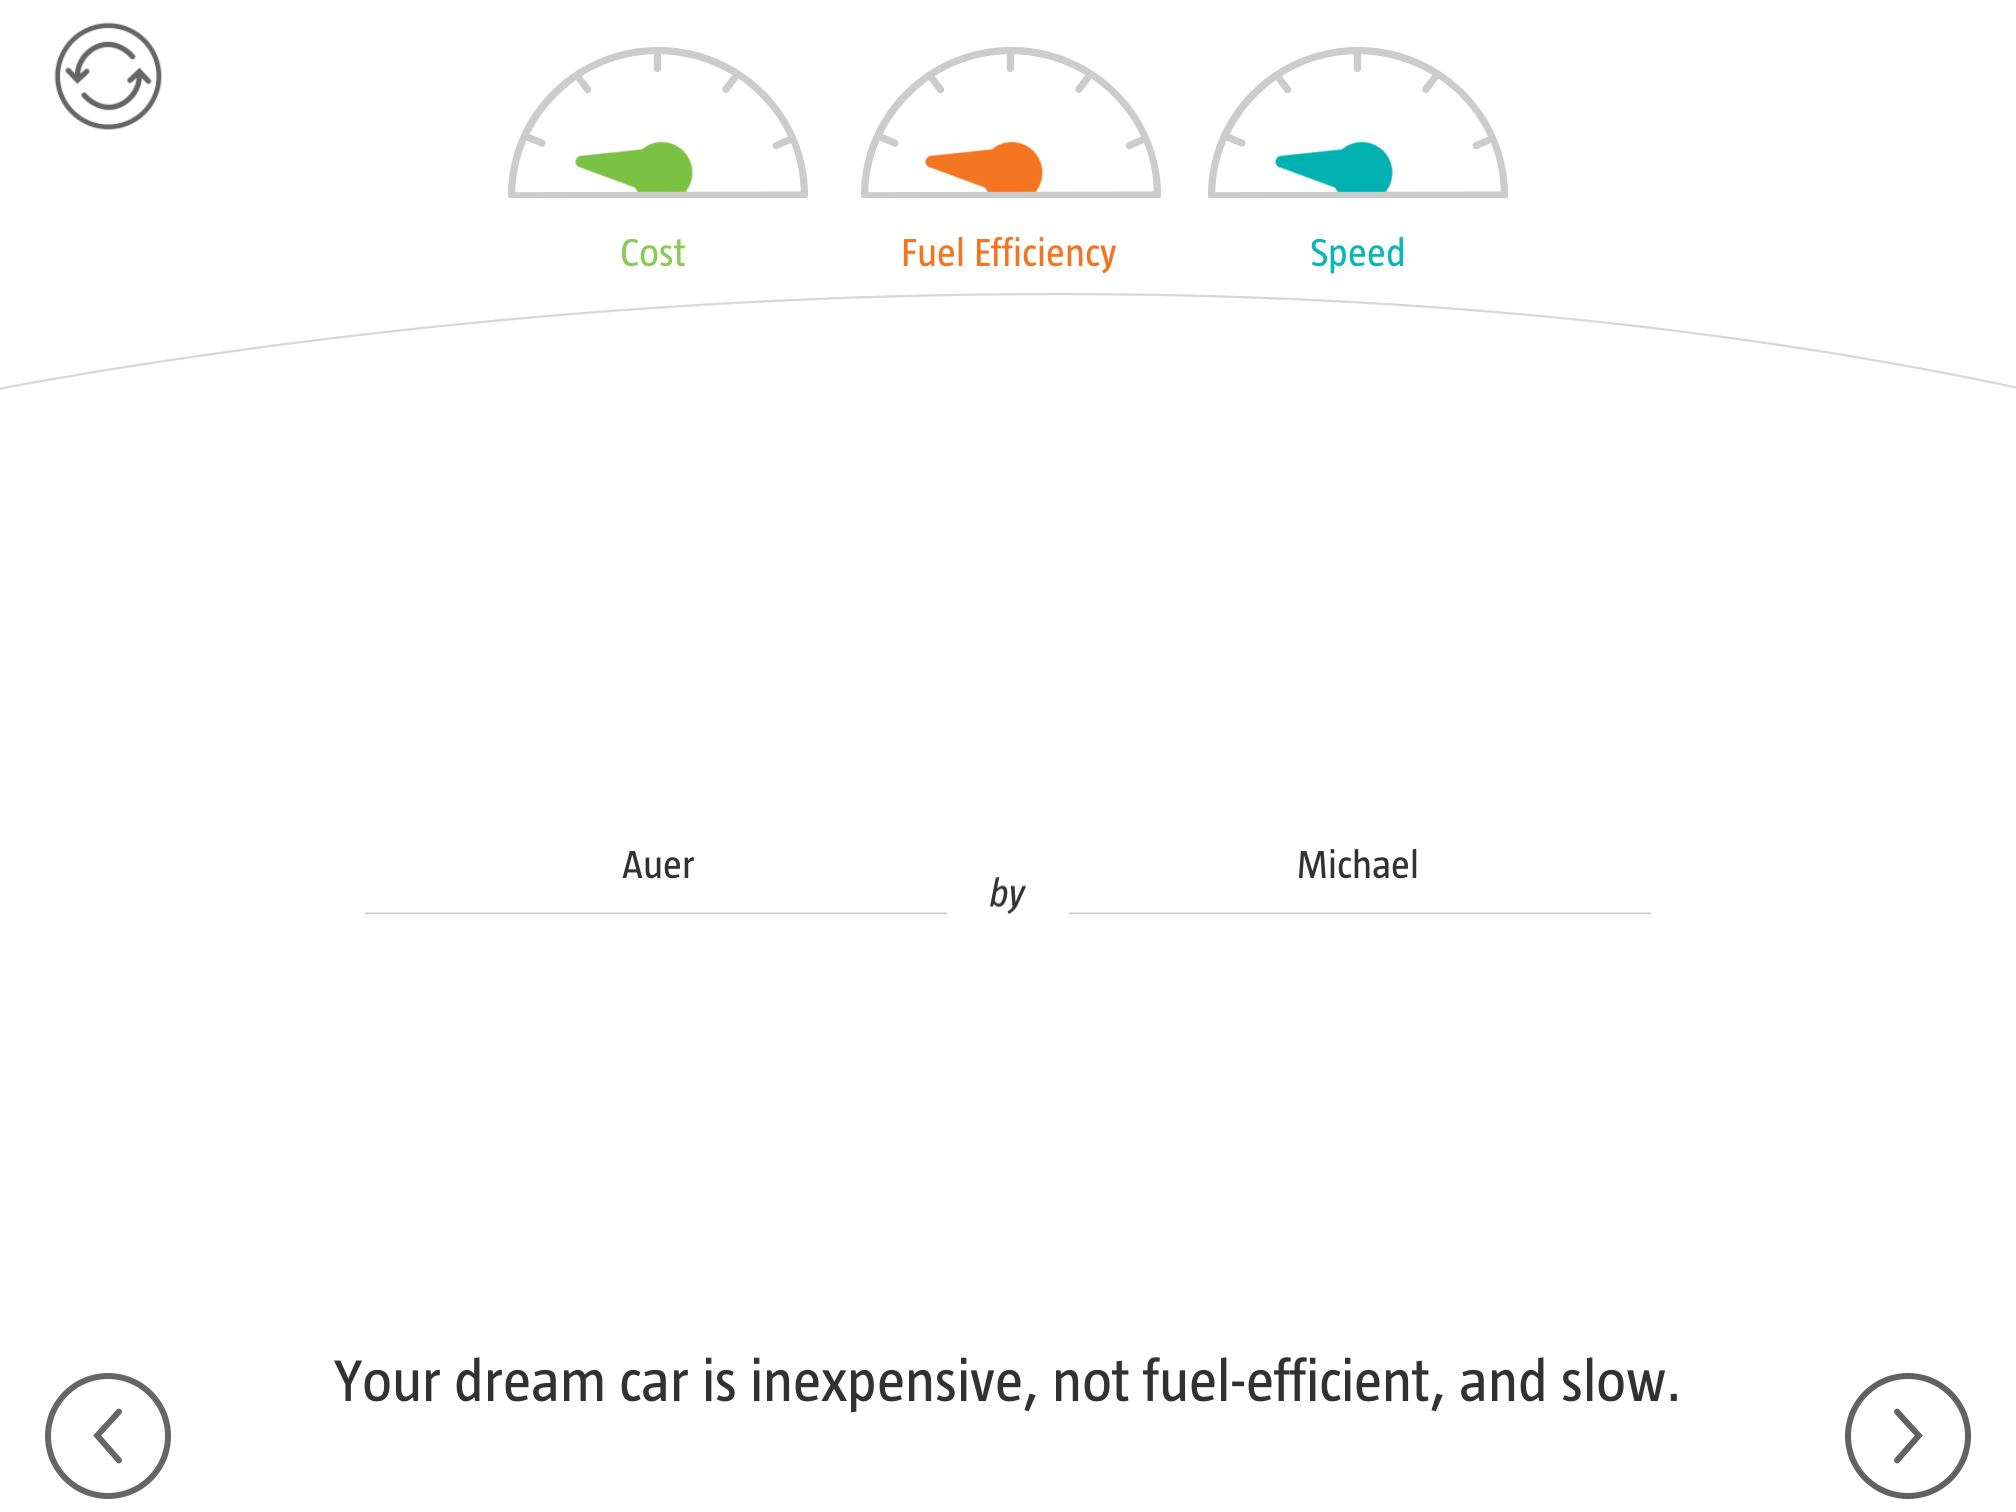 Cost
Fuel Efficiency
Speed
Auer
by
Michael
Your dream car is inexpensive, not fuel-efficient, and slow.